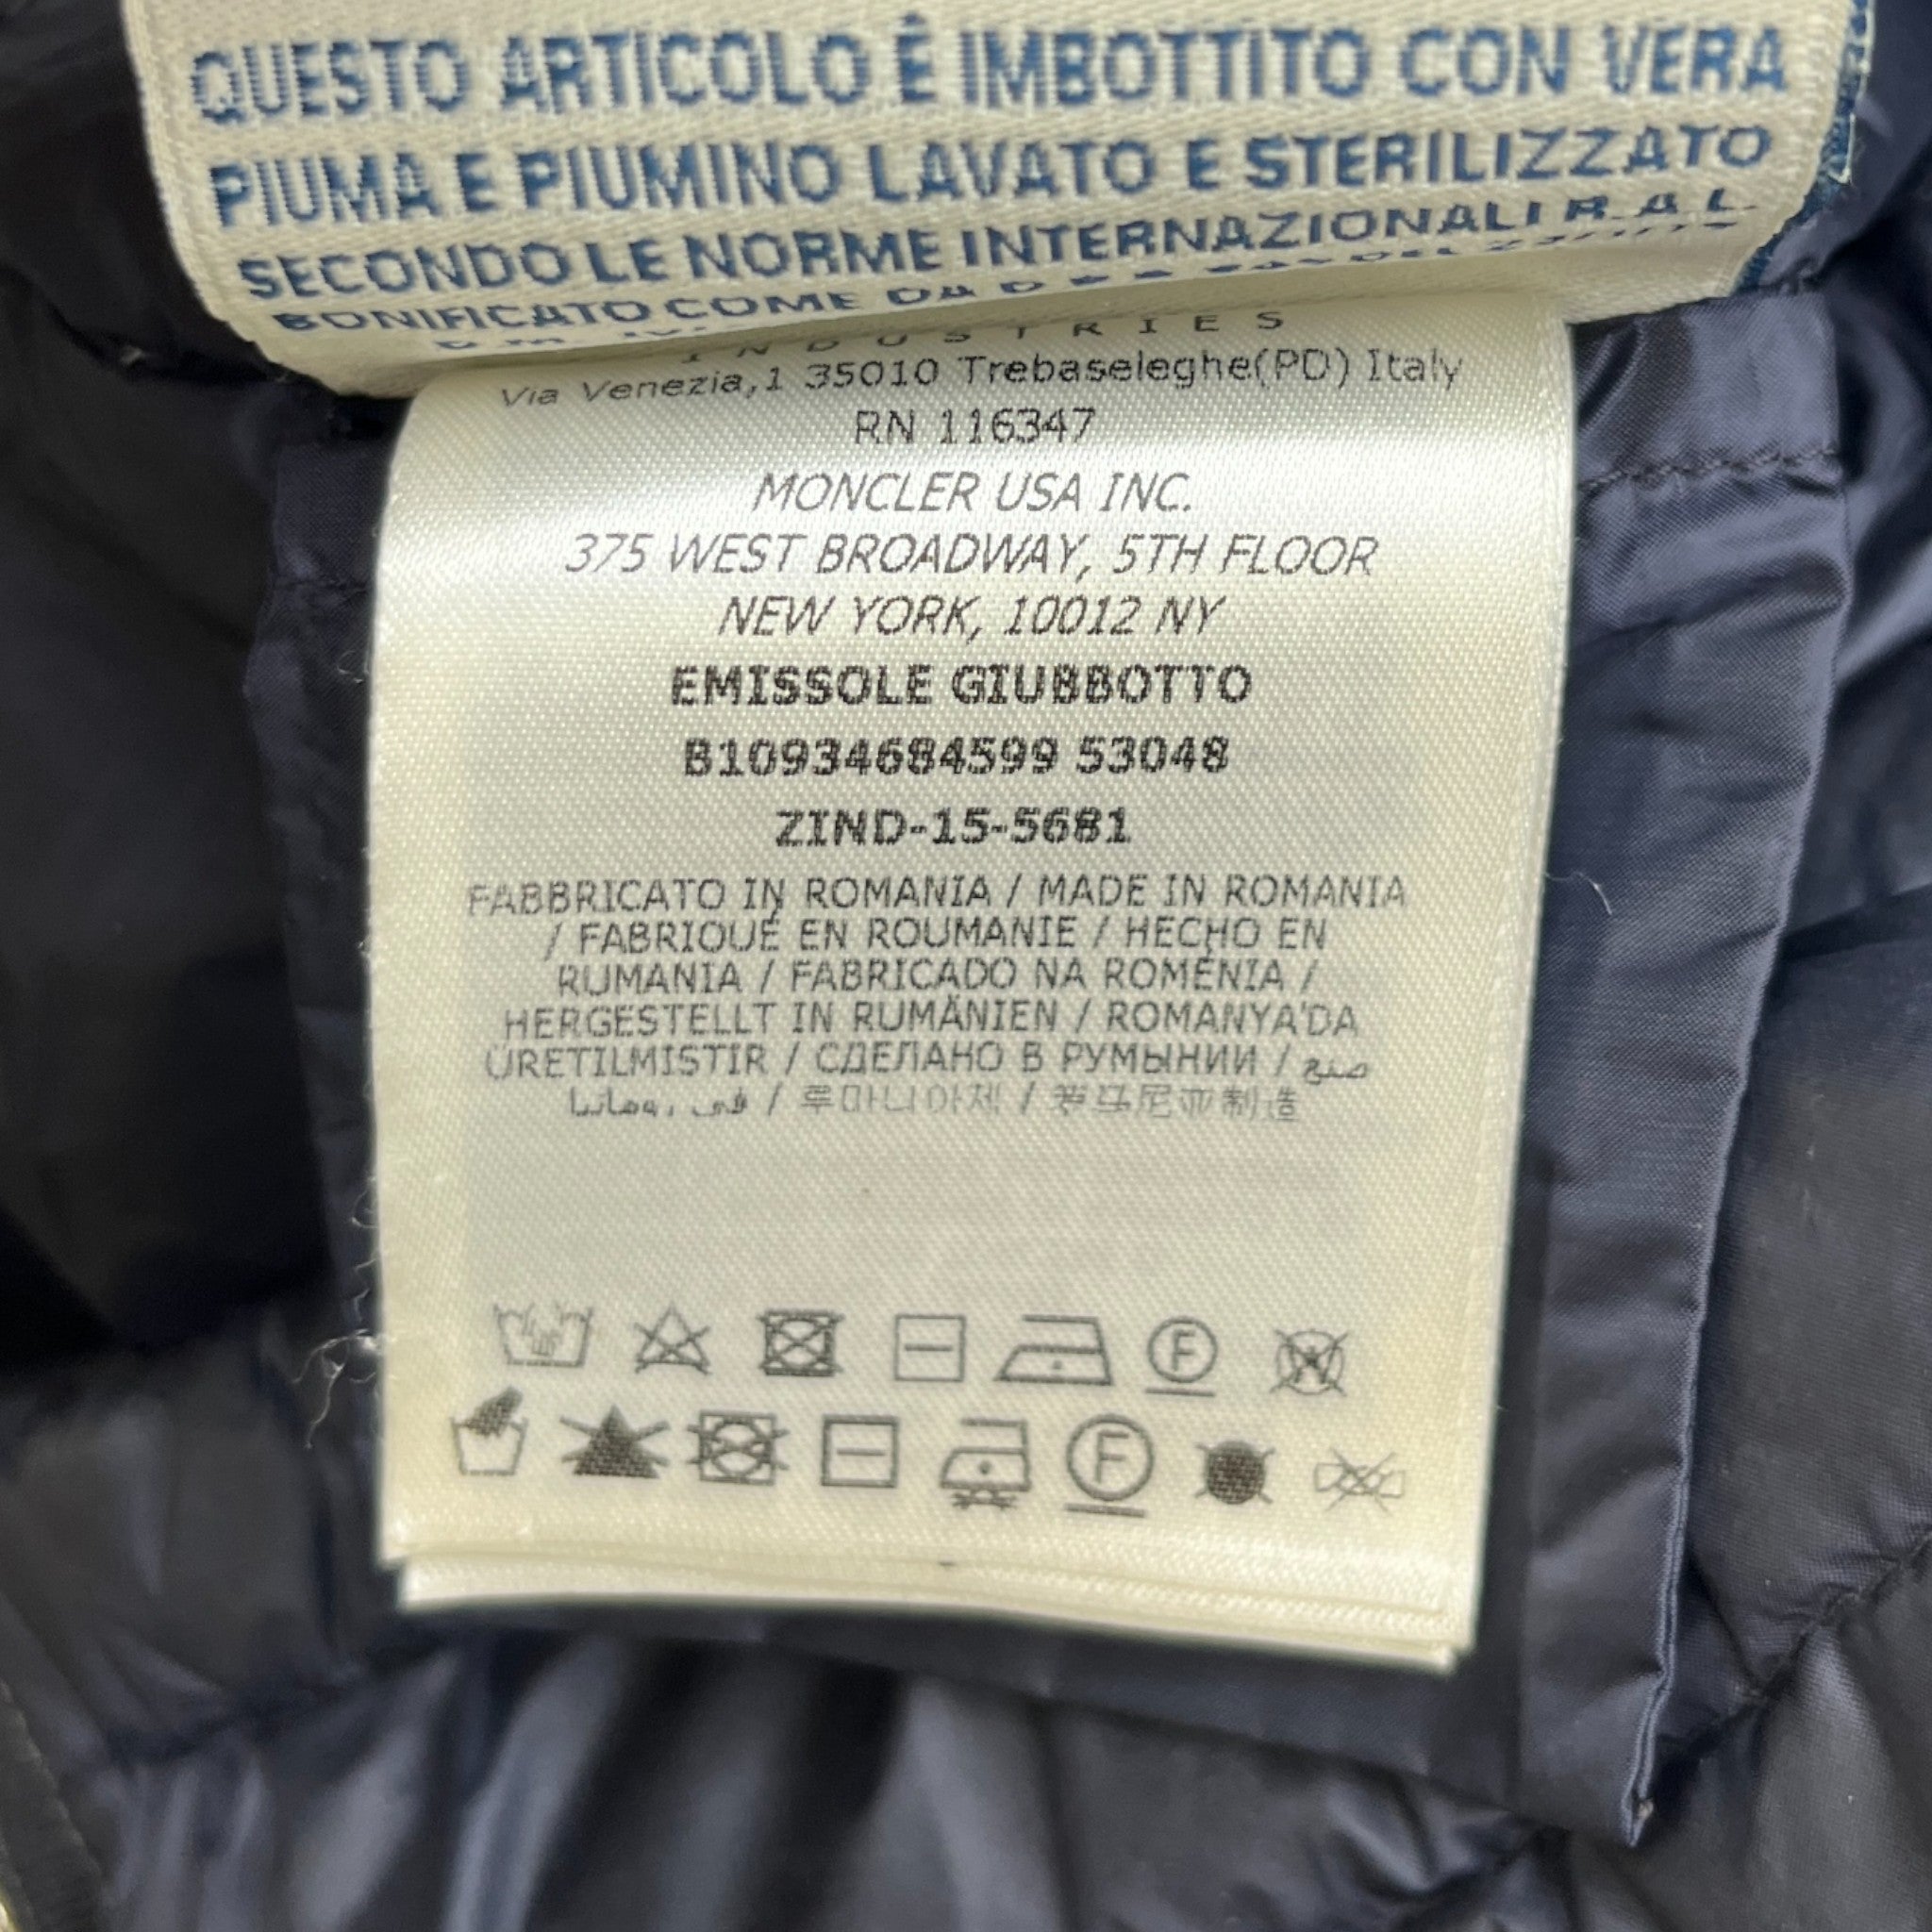 QUESTO ARTICOLO È IMBOTTITO CON VERA
PIUMA E PIUMINO LAVATO E STERILIZZATO
SECONDO LE NORME INTERNAZIONALI R.A.L.
BONIFICATO COME DA
INDUSTRIES
Via Venezia,1 35010 Trebaseleghe(PD) Italy
RN 116347
MONCLER USA INC.
375 WEST BROADWAY, 5TH FLOOR
NEW YORK, 10012 NY
EMISSOLE GIUBBOTTO
B10934684599 53048
ZIND-15-5681
FABBRICATO IN ROMANIA / MADE IN ROMANIA
/ FABRIQUÉ EN ROUMANIE / HECHO EN
RUMANIA / FABRICADO NA ROMÉNIA /
HERGESTELLT IN RUMÄNIEN / ROMANYA'DA
ÜRETILMISTIR / СДЕЛАНО В РУМЫНИИ / صنع
في رومانيا / 루마니아제 / 罗马尼亚制造